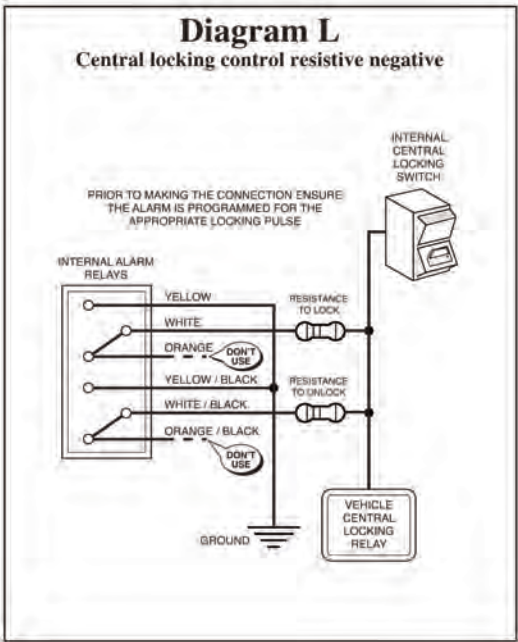 Diagram L
Central locking control resistive negative
INTERNAL
CENTRAL
LOCKING
SWITCH
PRIOR TO MAKING THE CONNECTION ENSURE
THE ALARM IS PROGRAMMED FOR THE
APPROPRIATE LOCKING PULSE
INTERNAL ALARM
RELAYS
YELLOW
RESISTANCE
TO LOCK
WHITE
ORANGE
DON'T
USE
YELLOW / BLACK
RESISTANCE
TO UNLOCK
WHITE / BLACK
ORANGE / BLACK
DON'T
USE
GROUND
VEHICLE
CENTRAL
LOCKING
RELAY